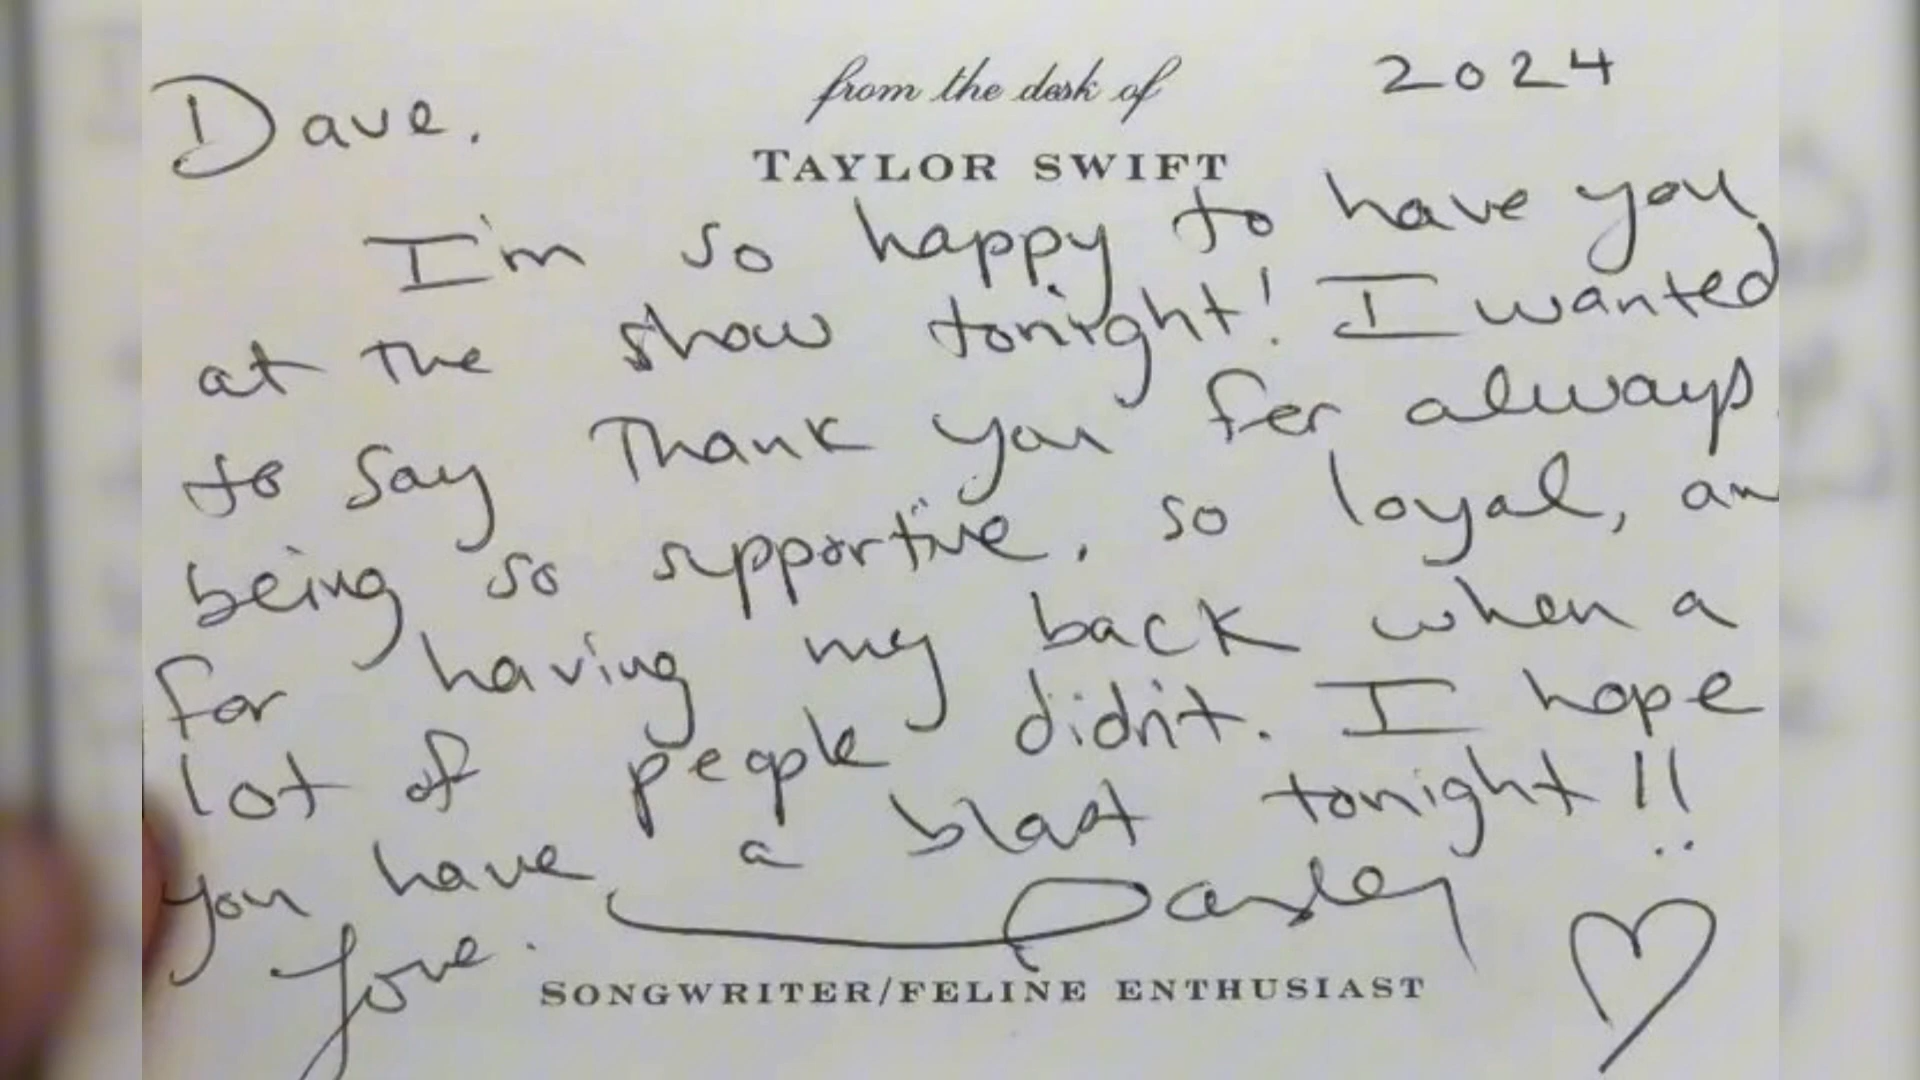 from the desk of
2024
Dave.
TAYLOR SWIFT
I'm so happy to have you
at the show tonight! I wanted
to say Thank you fer always
being so supportive, so loyal, an
for having my back when a
lot of people didn't. I hope
you have a blast tonight!!
Love.
SONGWRITER/FELINE ENTHUSIAST